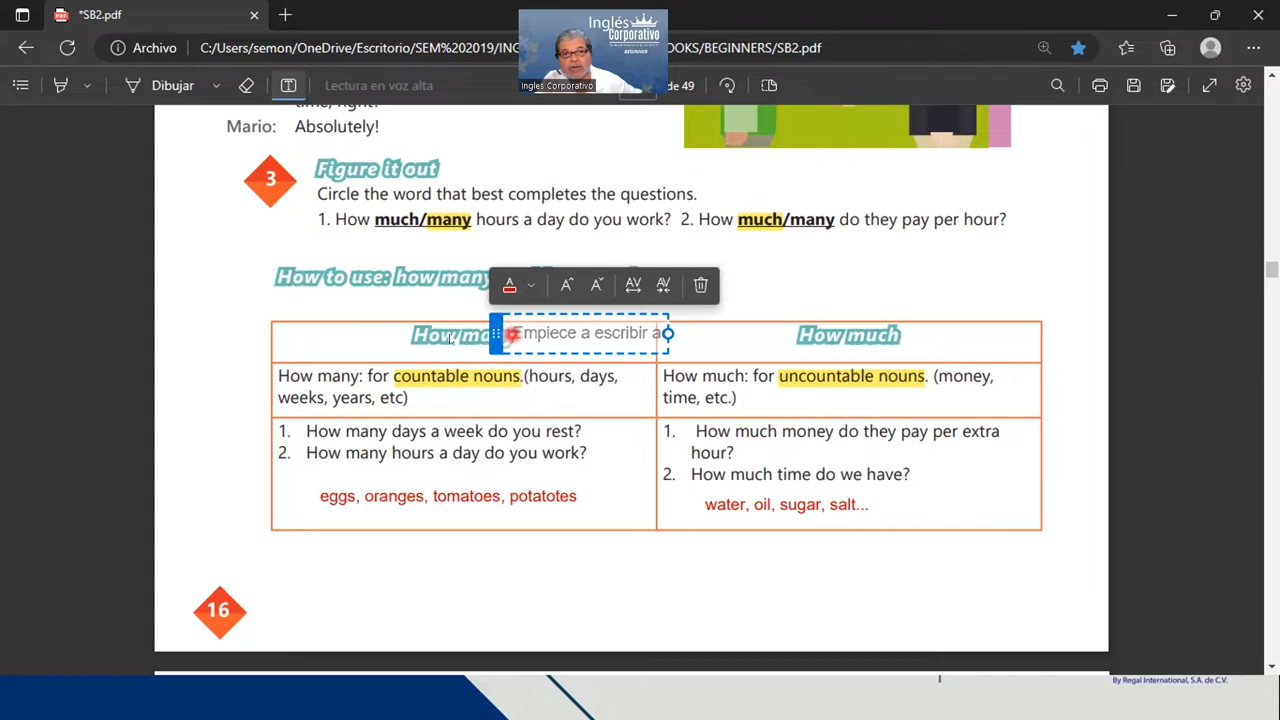 *SB2.pdf
Archivo
C:/Users/semon/OneDrive/Escritorio/SEM%202019/ING
OOKS/BEGINNERS/SB2.pdf
Inglés
Corporativo
BEGINNER
Ingles Corporativo
Dibujar
Lectura en voz alta
de 49
time, right?
Mario: Absolutely!
3
Figure it out
Circle the word that best completes the questions.
1. How much/many hours a day do you work? 2. How much/many do they pay per hour?
How to use: how many
How ma
Empiece a escribir a
How much
How many: for countable nouns.(hours, days,
weeks, years, etc)
How much: for uncountable nouns. (money,
time, etc.)
1. How many days a week do you rest?
2. How many hours a day do you work?
eggs, oranges, tomatoes, potatotes
1. How much money do they pay per extra
hour?
2. How much time do we have?
water, oil, sugar, salt...
16
By Regal International, S.A. de C.V.